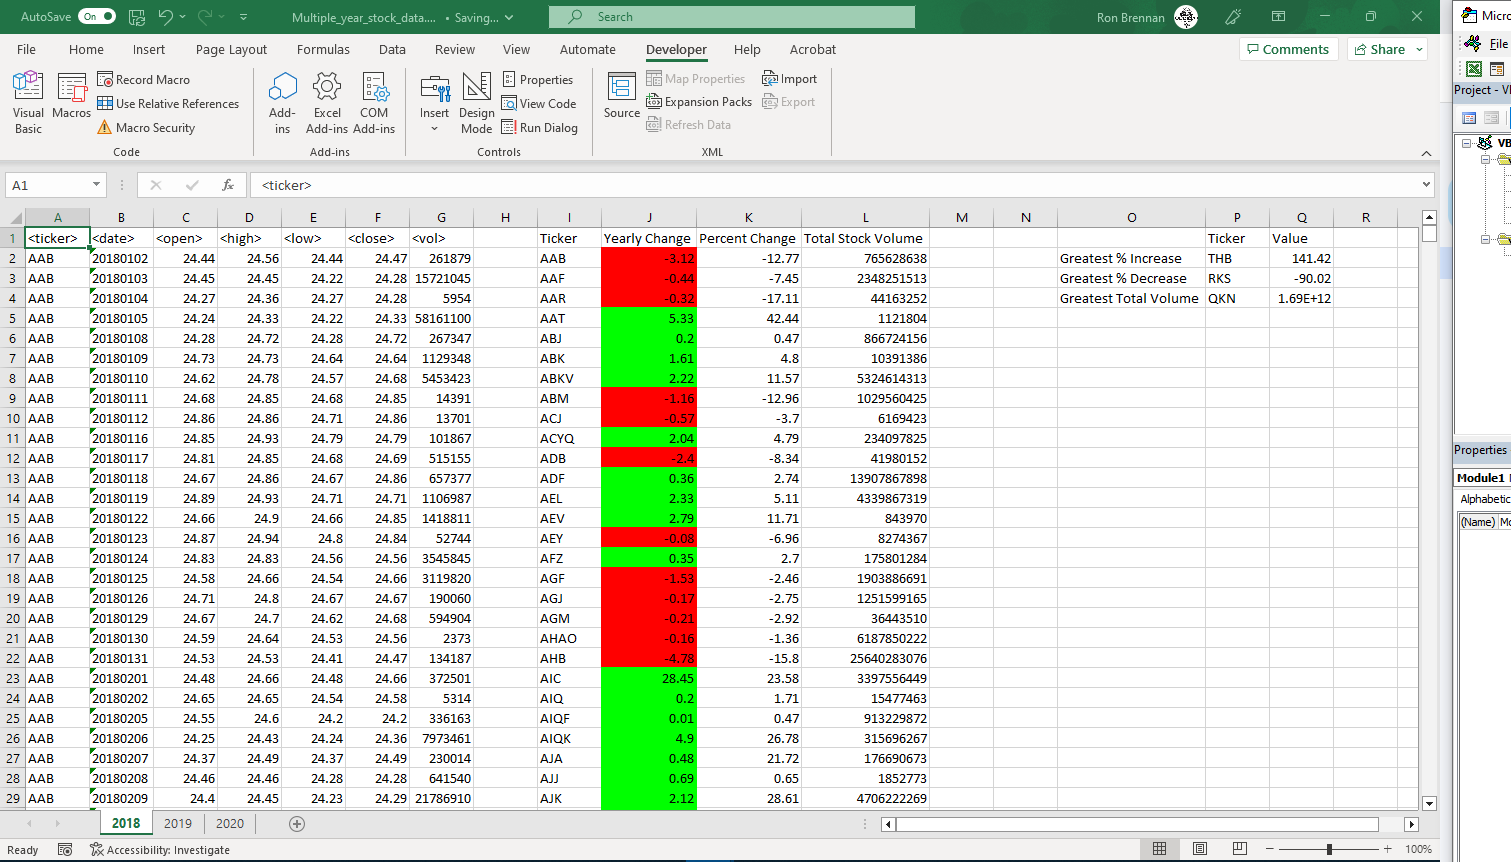 AutoSave On Multiple_year_stock_data.... • Saving... Search Ron Brennan
File Home Insert Page Layout Formulas Data Review View Automate Developer Help Acrobat Comments Share
Visual Basic
Macros
Record Macro
Use Relative References
Macro Security
Code
Add-ins
Excel Add-ins
COM Add-ins
Add-ins
Insert
Design Mode
Properties
View Code
Run Dialog
Controls
Source
Map Properties
Expansion Packs
Refresh Data
Import
Export
XML
A1 fx <ticker>
A B C D E F G H I J K L M N O P Q R
1 <ticker> <date> <open> <high> <low> <close> <vol> Ticker Yearly Change Percent Change Total Stock Volume Ticker Value
2 AAB 20180102 24.44 24.56 24.44 24.47 261879 AAB -3.12 -12.77 765628638 Greatest % Increase THB 141.42
3 AAB 20180103 24.45 24.45 24.22 24.28 15721045 AAF -0.44 -7.45 2348251513 Greatest % Decrease RKS -90.02
4 AAB 20180104 24.27 24.36 24.27 24.28 5954 AAR -0.32 -17.11 44163252 Greatest Total Volume QKN 1.69E+12
5 AAB 20180105 24.24 24.33 24.22 24.33 58161100 AAT 5.33 42.44 1121804
6 AAB 20180108 24.28 24.72 24.28 24.72 267347 ABJ 0.2 0.47 866724156
7 AAB 20180109 24.73 24.73 24.64 24.64 1129348 ABK 1.61 4.8 10391386
8 AAB 20180110 24.62 24.78 24.57 24.68 5453423 ABKV 2.22 11.57 5324614313
9 AAB 20180111 24.68 24.85 24.68 24.85 14391 ABM -1.16 -12.96 1029560425
10 AAB 20180112 24.86 24.86 24.71 24.86 13701 ACJ -0.57 -3.7 6169423
11 AAB 20180116 24.85 24.93 24.79 24.79 101867 ACYQ 2.04 4.79 234097825
12 AAB 20180117 24.81 24.85 24.68 24.69 515155 ADB -2.4 -8.34 41980152
13 AAB 20180118 24.67 24.86 24.67 24.86 657377 ADF 0.36 2.74 13907867898
14 AAB 20180119 24.89 24.93 24.71 24.71 1106987 AEL 2.33 5.11 4339867319
15 AAB 20180122 24.66 24.9 24.66 24.85 1418811 AEV 2.79 11.71 843970
16 AAB 20180123 24.87 24.94 24.8 24.84 52744 AEY -0.08 -6.96 8274367
17 AAB 20180124 24.83 24.83 24.56 24.56 3545845 AFZ 0.35 2.7 175801284
18 AAB 20180125 24.58 24.66 24.54 24.66 3119820 AGF -1.53 -2.46 1903886691
19 AAB 20180126 24.71 24.8 24.67 24.67 190060 AGJ -0.17 -2.75 1251599165
20 AAB 20180129 24.67 24.7 24.62 24.68 594904 AGM -0.21 -2.92 36443510
21 AAB 20180130 24.59 24.64 24.53 24.56 2373 AHAO -0.16 -1.36 6187850222
22 AAB 20180131 24.53 24.53 24.41 24.47 134187 AHB -4.78 -15.8 25640283076
23 AAB 20180201 24.48 24.66 24.48 24.66 372501 AIC 28.45 23.58 3397556449
24 AAB 20180202 24.65 24.65 24.54 24.58 5314 AIQ 0.2 1.71 15477463
25 AAB 20180205 24.55 24.6 24.2 24.2 336163 AIQF 0.01 0.47 913229872
26 AAB 20180206 24.25 24.43 24.24 24.36 7973461 AIQK 4.9 26.78 315696267
27 AAB 20180207 24.37 24.49 24.37 24.49 230014 AJA 0.48 21.72 176690673
28 AAB 20180208 24.46 24.46 24.28 24.28 641540 AJJ 0.69 0.65 1852773
29 AAB 20180209 24.4 24.45 24.23 24.29 21786910 AJK 2.12 28.61 4706222269
2018 2019 2020
Ready Accessibility: Investigate 100%
Micro
File
Project - V
VB
Properties
Module1
Alphabetic
(Name) Mo